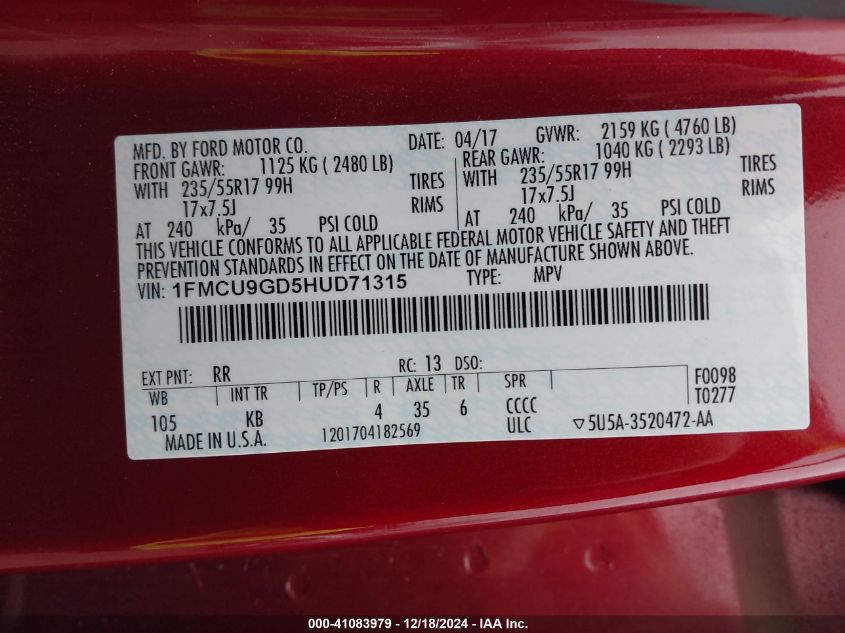 MFD. BY FORD MOTOR CO. DATE: 04/17 GVWR: 2159 KG ( 4760 LB)
FRONT GAWR: 1125 KG ( 2480 LB) REAR GAWR: 1040 KG ( 2293 LB)
WITH 235/55R17 99H TIRES WITH 235/55R17 99H TIRES
17x7.5J RIMS 17x7.5J RIMS
AT 240 kPa/ 35 PSI COLD AT 240 kPa/ 35 PSI COLD
THIS VEHICLE CONFORMS TO ALL APPLICABLE FEDERAL MOTOR VEHICLE SAFETY AND THEFT
PREVENTION STANDARDS IN EFFECT ON THE DATE OF MANUFACTURE SHOWN ABOVE.
VIN: 1FMCU9GD5HUD71315 TYPE: MPV
EXT PNT: RR RC: 13 DSO:
WB INT TR TP/PS R AXLE TR SPR F0098
T0277
105 KB 4 35 6 CCCC
MADE IN U.S.A. 1201704182569 ULC ▽5U5A-3520472-AA
000-41083979 - 12/18/2024 - IAA Inc.